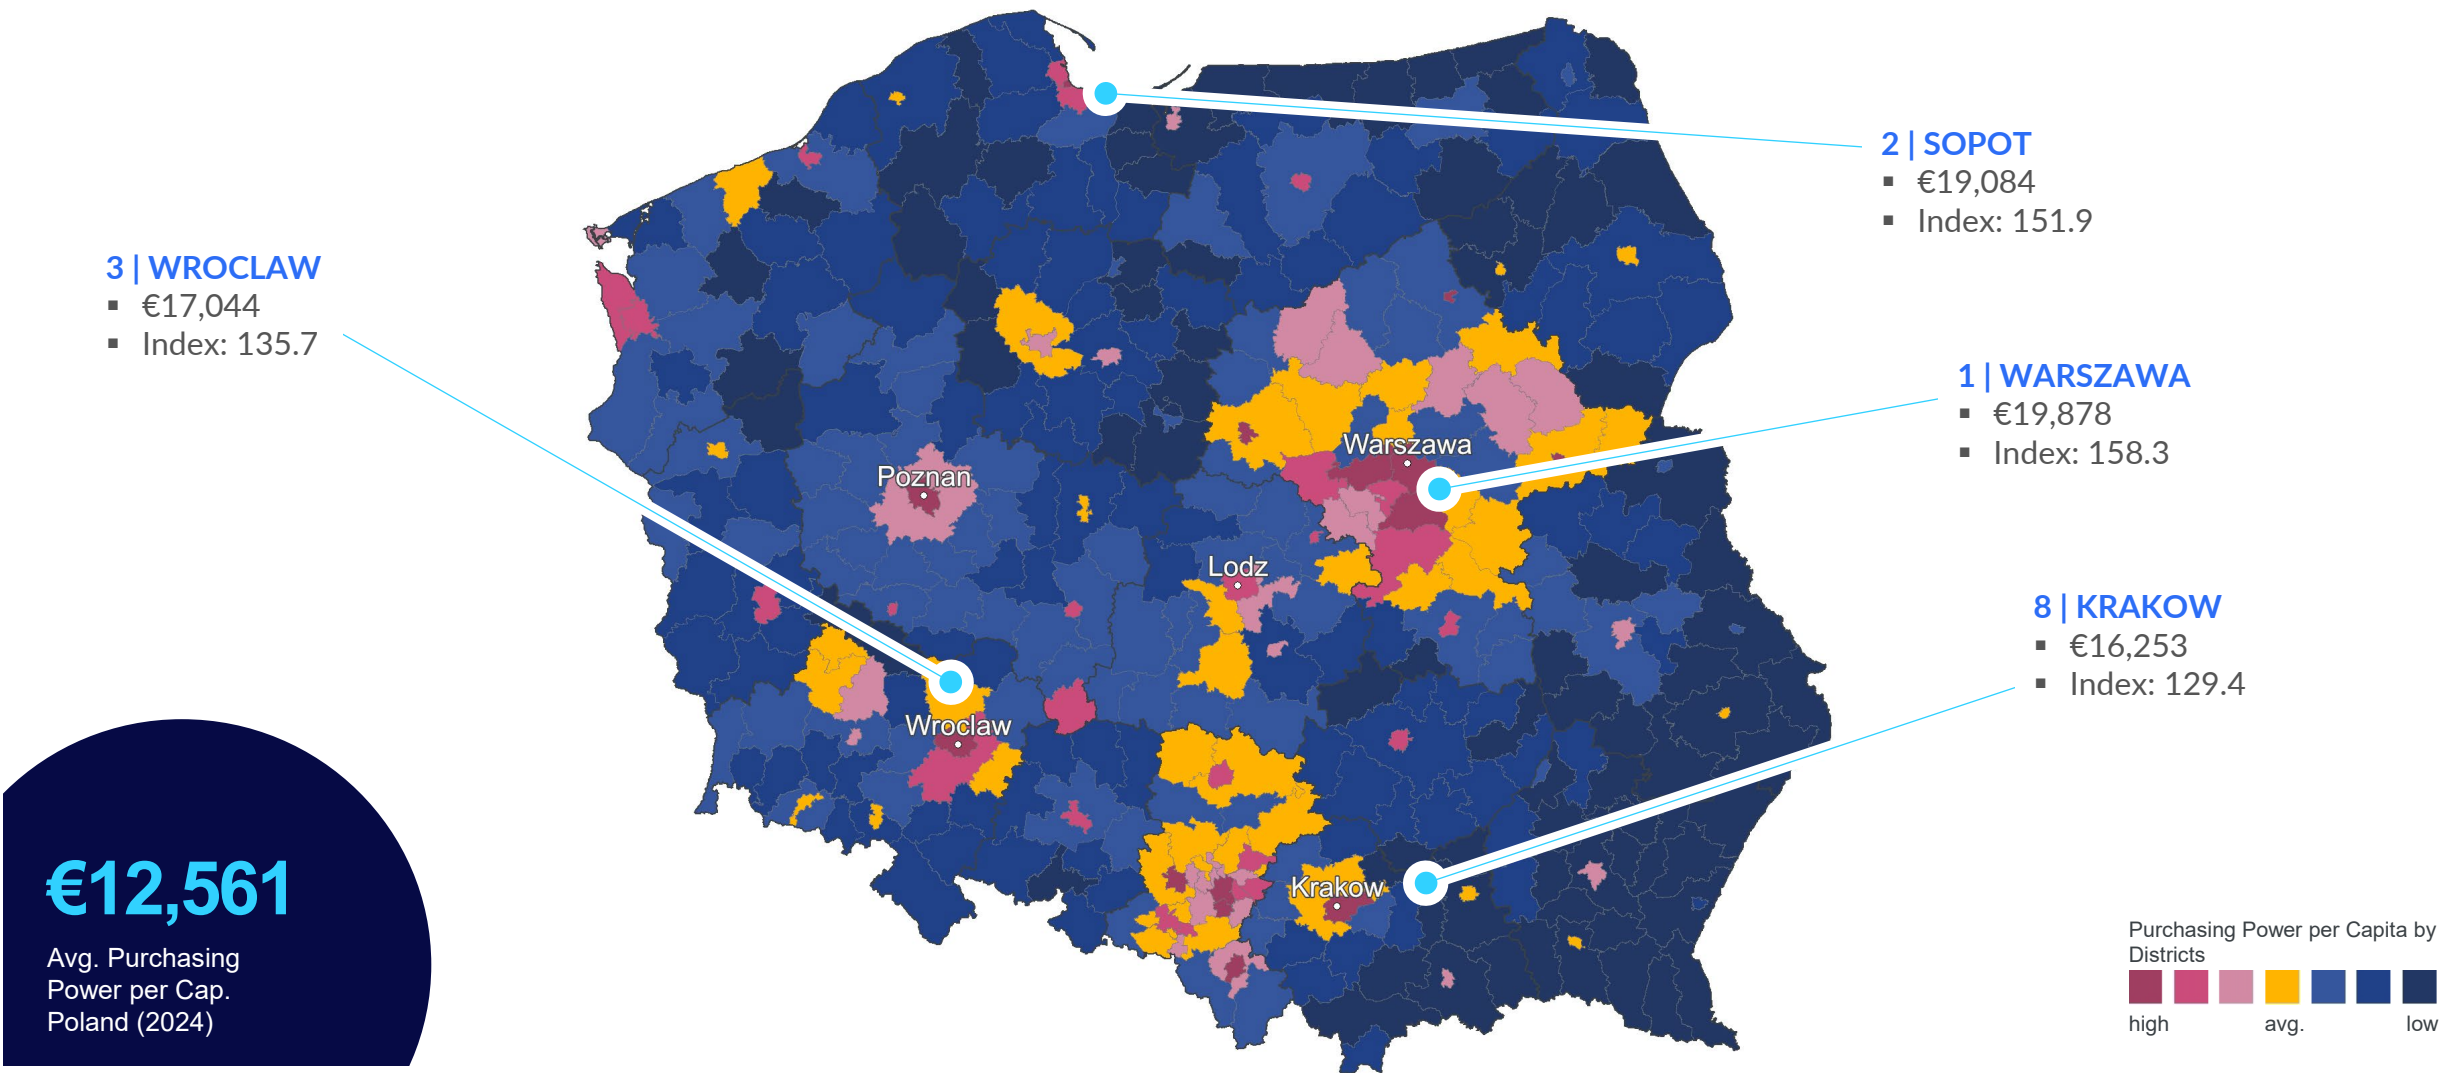 2 | SOPOT
▪ €19,084
▪ Index: 151.9
3 | WROCLAW
▪ €17,044
▪ Index: 135.7
1 | WARSZAWA
▪ €19,878
▪ Index: 158.3
Warszawa
Poznan
Lodz
8 | KRAKOW
▪ €16,253
▪ Index: 129.4
Wroclaw
Krakow
€12,561
Avg. Purchasing
Power per Cap.
Poland (2024)
Purchasing Power per Capita by
Districts
high avg. low